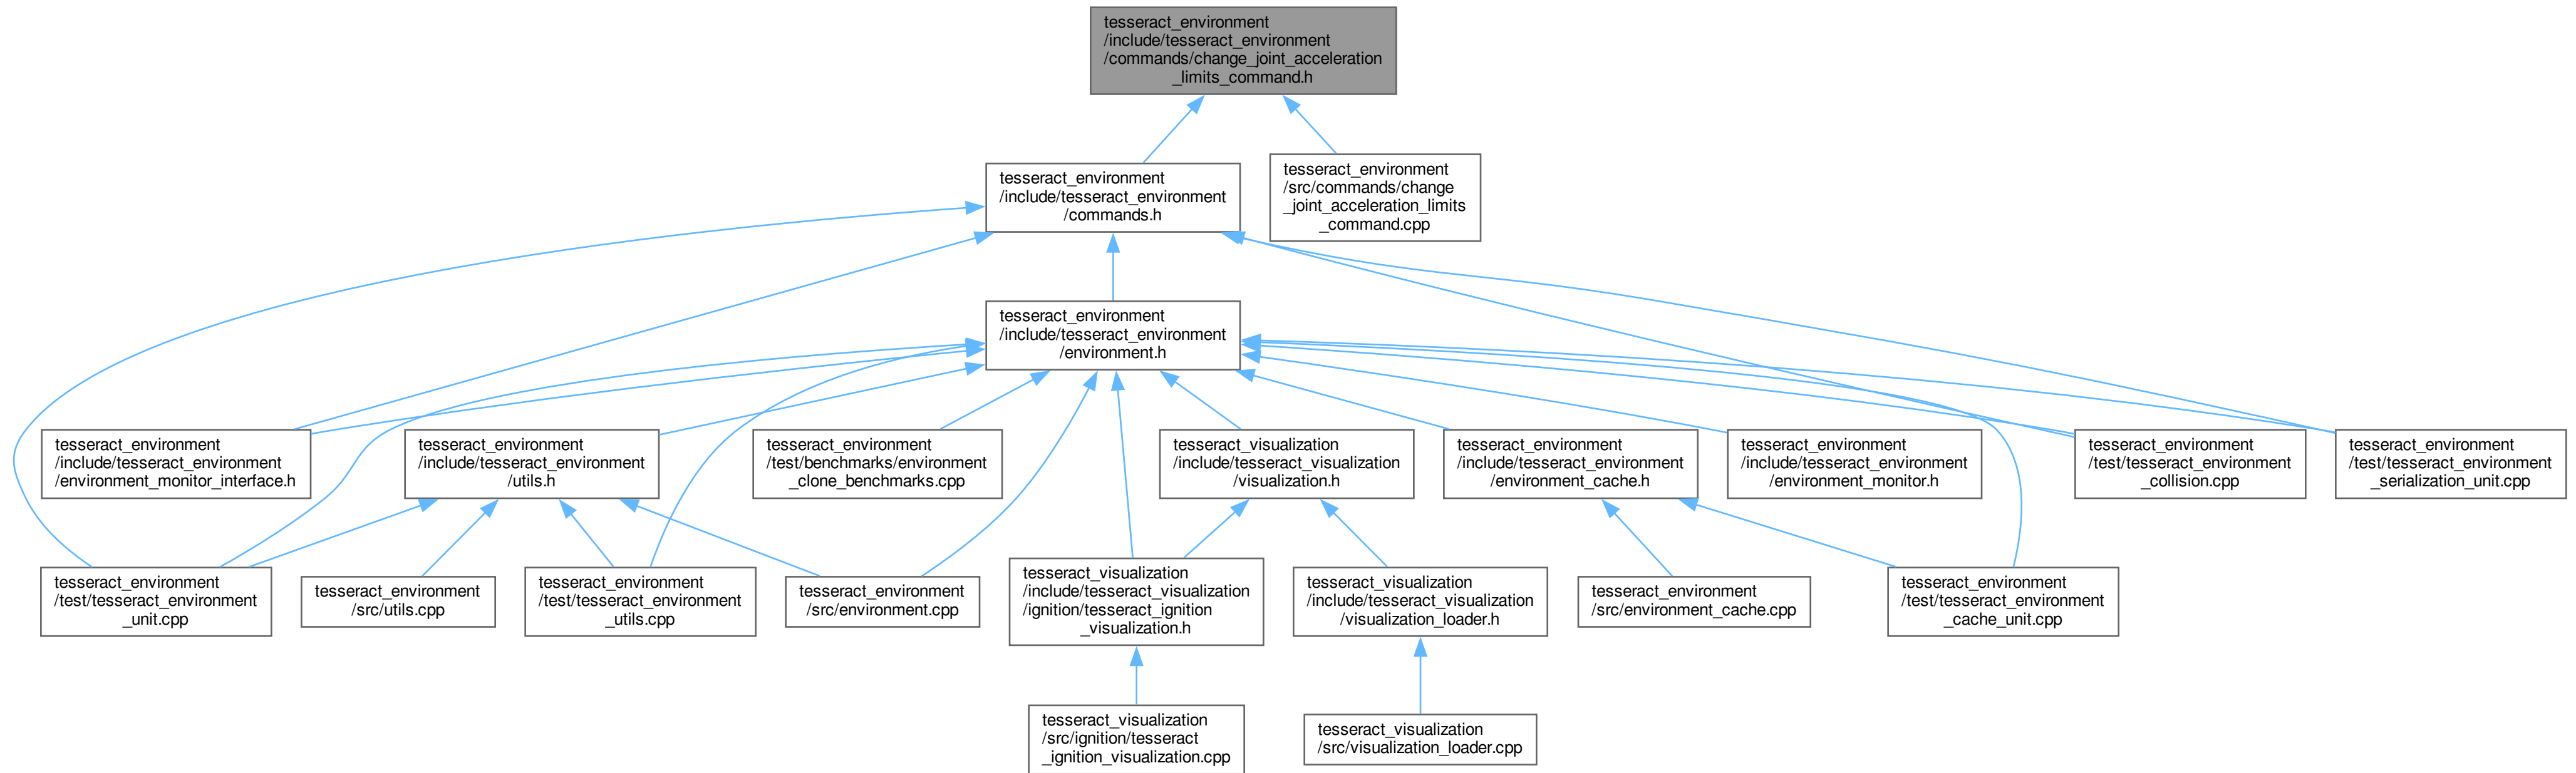 tesseract_environment
/include/tesseract_environment
/commands/change_joint_acceleration
_limits_command.h
tesseract_environment
/include/tesseract_environment
/commands.h
tesseract_environment
/src/commands/change
_joint_acceleration_limits
_command.cpp
tesseract_environment
/include/tesseract_environment
/environment.h
tesseract_environment
/include/tesseract_environment
/environment_monitor_interface.h
tesseract_environment
/include/tesseract_environment
/utils.h
tesseract_environment
/test/benchmarks/environment
_clone_benchmarks.cpp
tesseract_visualization
/include/tesseract_visualization
/visualization.h
tesseract_environment
/include/tesseract_environment
/environment_cache.h
tesseract_environment
/include/tesseract_environment
/environment_monitor.h
tesseract_environment
/test/tesseract_environment
_collision.cpp
tesseract_environment
/test/tesseract_environment
_serialization_unit.cpp
tesseract_environment
/test/tesseract_environment
_unit.cpp
tesseract_environment
/src/utils.cpp
tesseract_environment
/test/tesseract_environment
_utils.cpp
tesseract_environment
/src/environment.cpp
tesseract_visualization
/include/tesseract_visualization
/ignition/tesseract_ignition
_visualization.h
tesseract_visualization
/include/tesseract_visualization
/visualization_loader.h
tesseract_environment
/src/environment_cache.cpp
tesseract_environment
/test/tesseract_environment
_cache_unit.cpp
tesseract_visualization
/src/ignition/tesseract
_ignition_visualization.cpp
tesseract_visualization
/src/visualization_loader.cpp